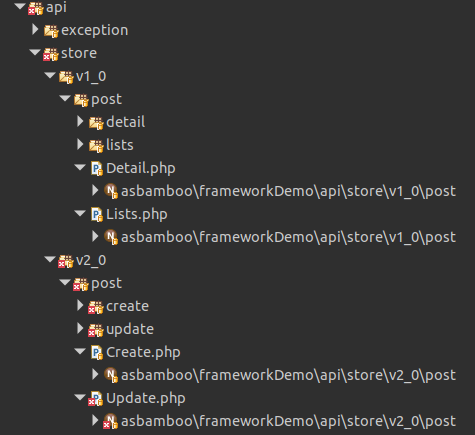 api
exception
store
v1_0
post
detail
lists
Detail.php
asbamboo\frameworkDemo\api\store\v1_0\post
Lists.php
asbamboo\frameworkDemo\api\store\v1_0\post
v2_0
post
create
update
Create.php
asbamboo\frameworkDemo\api\store\v2_0\post
Update.php
asbamboo\frameworkDemo\api\store\v2_0\post